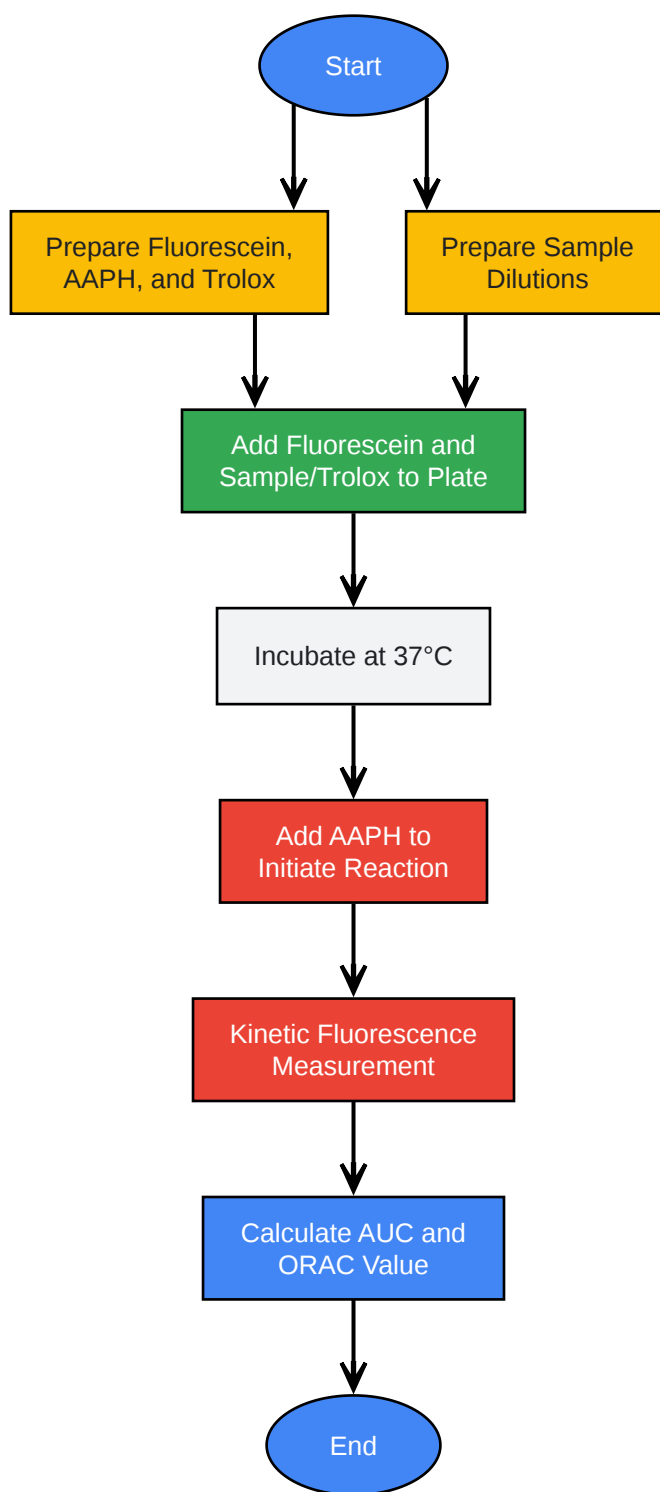 Start
Prepare Fluorescein,
AAPH, and Trolox
Prepare Sample
Dilutions
Add Fluorescein and
Sample/Trolox to Plate
Incubate at 37°C
Add AAPH to
Initiate Reaction
Kinetic Fluorescence
Measurement
Calculate AUC and
ORAC Value
End